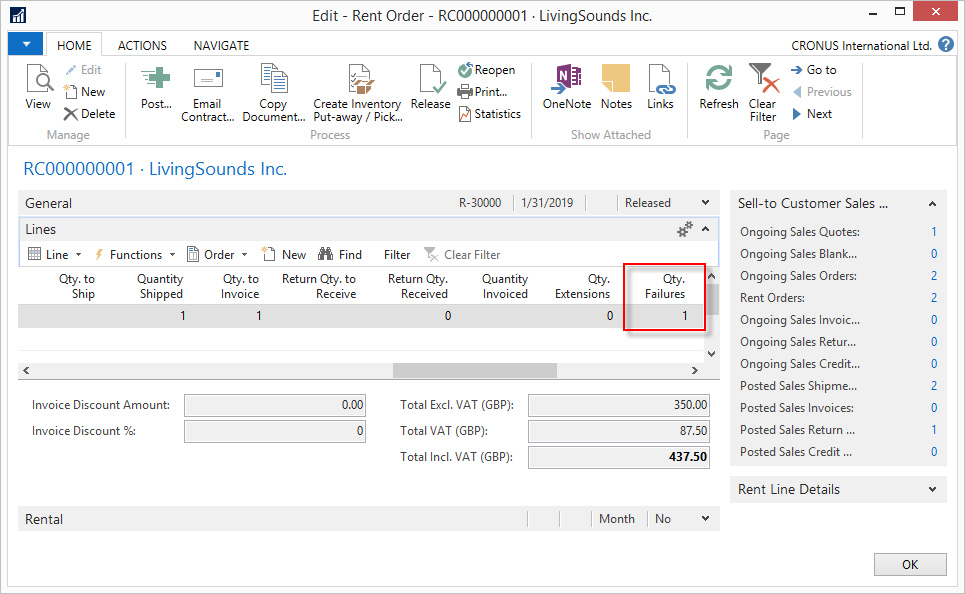 Edit - Rent Order - RC000000001 · LivingSounds Inc.
HOME ACTIONS NAVIGATE CRONUS International Ltd. ?
View
Edit
New
Delete
Manage
Post...
Email Contract...
Copy Document...
Create Inventory Put-away / Pick...
Release
Reopen
Print...
Statistics
Process
OneNote
Notes
Links
Show Attached
Refresh
Clear Filter
Go to
Previous
Next
Page
RC000000001 · LivingSounds Inc.
General R-30000 1/31/2019 Released
Lines
Line Functions Order New Find Filter Clear Filter
Qty. to Ship Quantity Shipped Qty. to Invoice Return Qty. to Receive Return Qty. Received Quantity Invoiced Qty. Extensions Qty. Failures
1 1 0 0 1
Invoice Discount Amount: 0.00
Invoice Discount %: 0
Total Excl. VAT (GBP): 350.00
Total VAT (GBP): 87.50
Total Incl. VAT (GBP): 437.50
Rental Month No
Sell-to Customer Sales ...
Ongoing Sales Quotes: 1
Ongoing Sales Blank... 0
Ongoing Sales Orders: 2
Rent Orders: 2
Ongoing Sales Invoic... 0
Ongoing Sales Retur... 0
Ongoing Sales Credit... 0
Posted Sales Shipme... 2
Posted Sales Invoices: 0
Posted Sales Return ... 1
Posted Sales Credit ... 0
Rent Line Details
OK